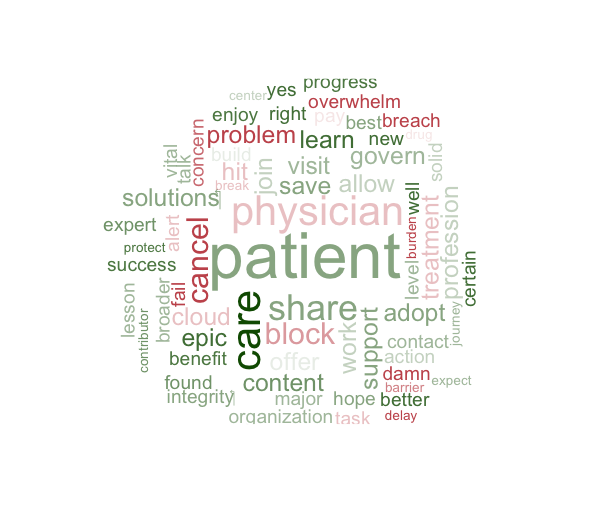 progress
center
yes
overwhelm
enjoy
right
pay
best
breach
problem
learn
new
drug
concern
vital
talk
build
join
visit
govern
solid
hit
break
save
allow
well
solutions
physician
treatment
profession
expert
alert
cancel
patient
level
burden
certain
protect
success
fail
broader
lesson
contributor
cloud
care
share
block
work
support
adopt
journey
epic
contact
benefit
offer
action
found
content
damn
expect
integrity
major
hope
barrier
better
organization
task
delay